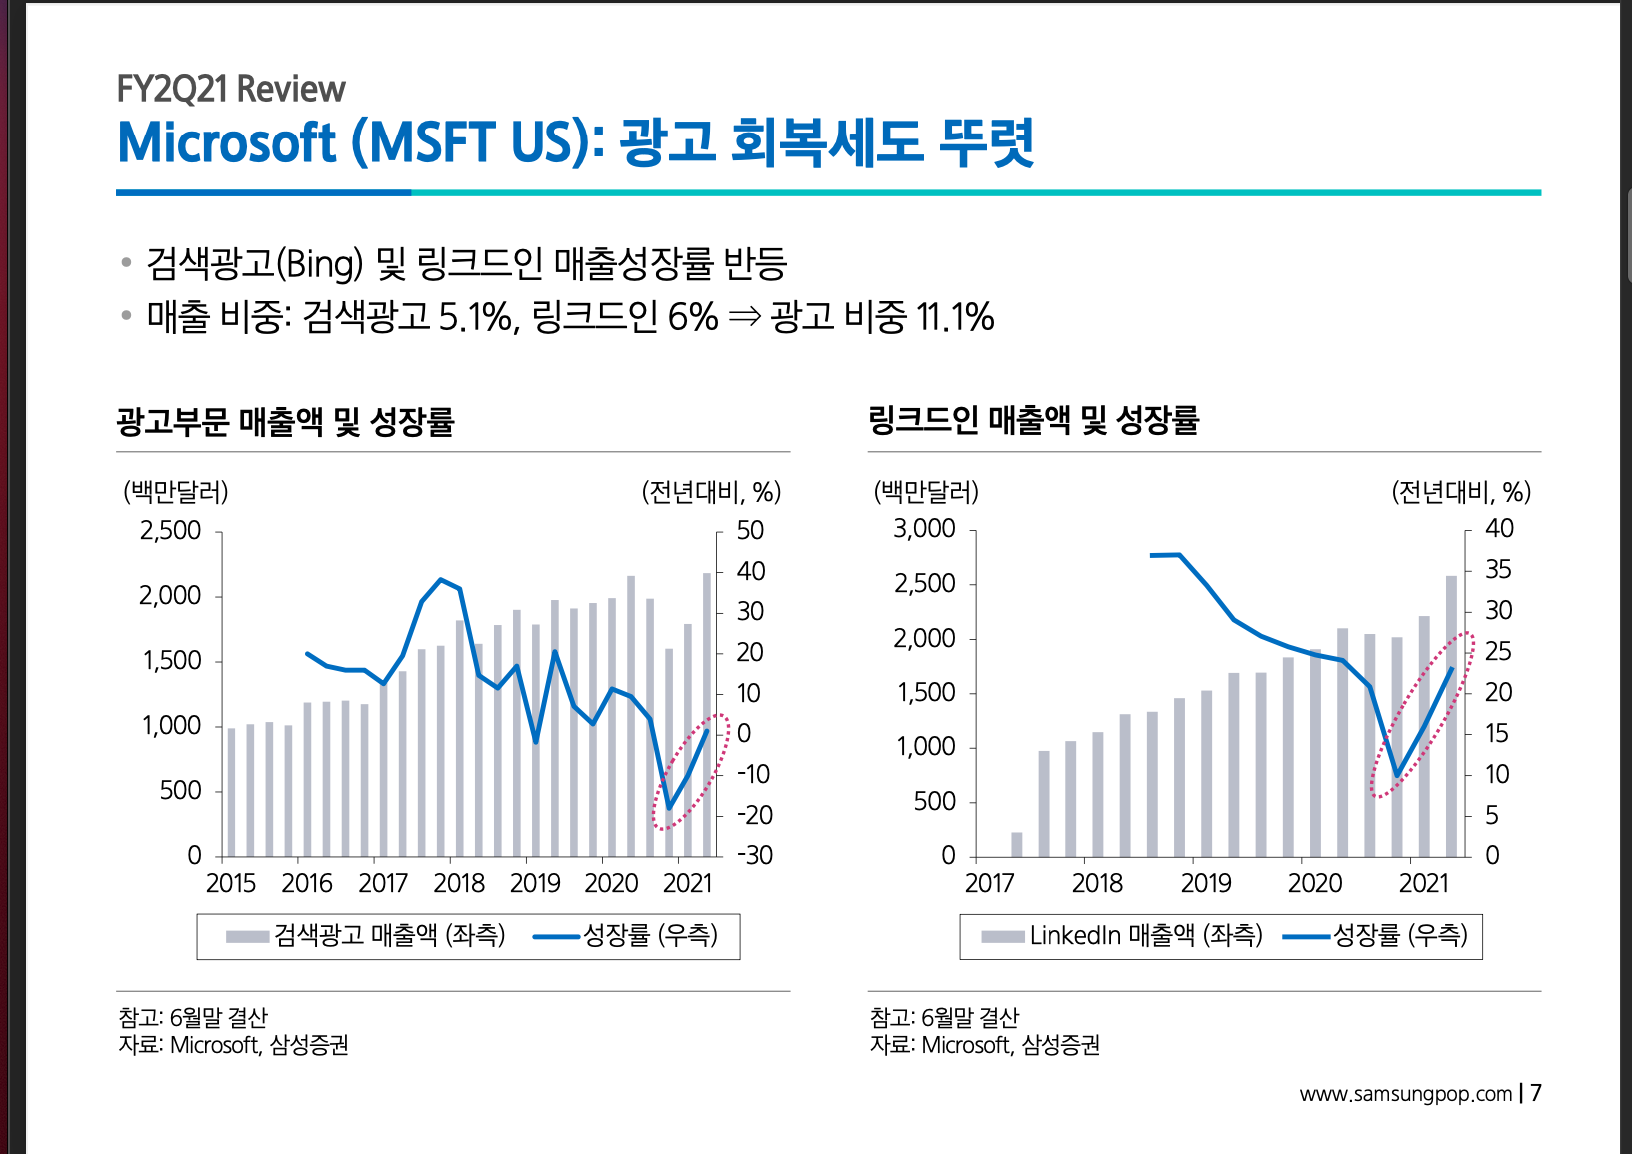 FY2Q21 Review
Microsoft (MSFT US): 광고 회복세도 뚜렷
• 검색광고(Bing) 및 링크드인 매출성장률 반등
• 매출 비중: 검색광고 5.1%, 링크드인 6% ⇒ 광고 비중 11.1%
광고부문 매출액 및 성장률
(백만달러) (전년대비, %)
2,500 50
40
2,000
30
1,500 20
10
1,000 0
-10
500
-20
0 -30
2015 2016 2017 2018 2019 2020 2021
검색광고 매출액 (좌측) 성장률 (우측)
참고: 6월말 결산
자료: Microsoft, 삼성증권
링크드인 매출액 및 성장률
(백만달러) (전년대비, %)
3,000 40
35
2,500
30
2,000
25
1,500 20
15
1,000
10
500
5
0 0
2017 2018 2019 2020 2021
LinkedIn 매출액 (좌측) 성장률 (우측)
참고: 6월말 결산
자료: Microsoft, 삼성증권
www.samsungpop.com | 7